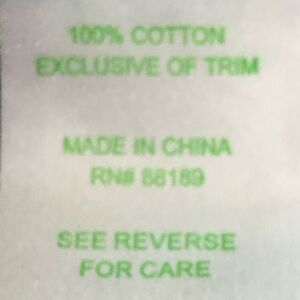 100% COTTON
EXCLUSIVE OF TRIM
MADE IN CHINA
RN# 88189
SEE REVERSE
FOR CARE